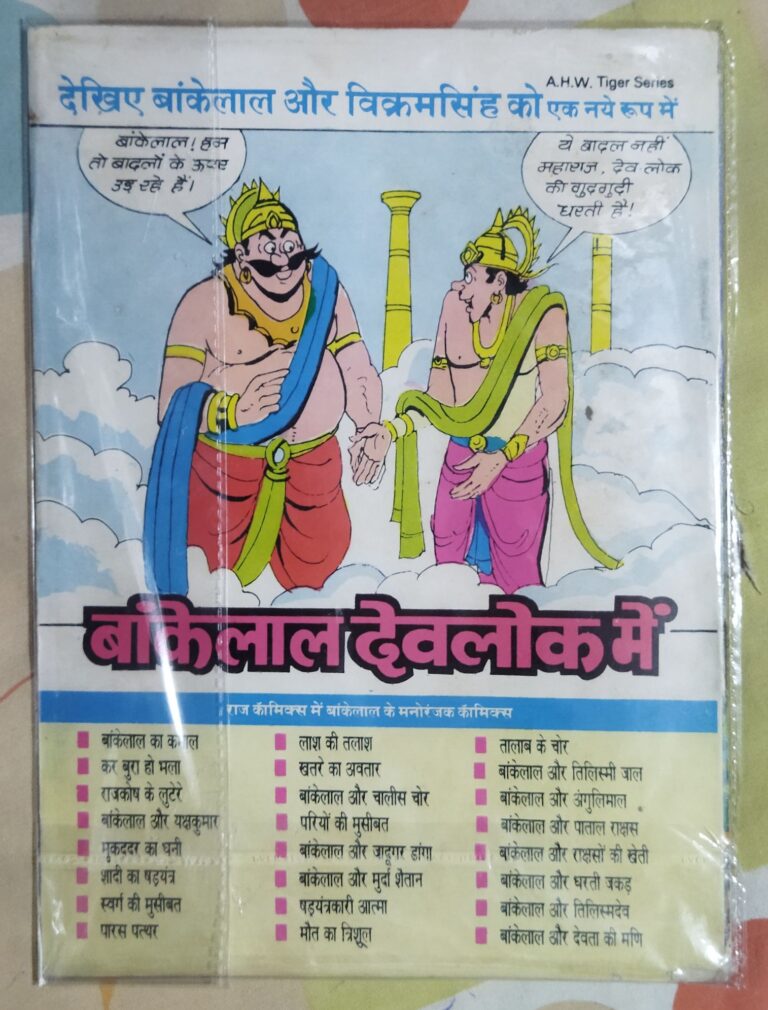 A.H.W. Tiger Series
देखिए बांकेलाल और विक्रमसिंह को एक नये रूप में
बांकेलाल! हम
तो बादलों के ऊपर
उड़ रहे हैं।
ये बादल नहीं
महाराज, देव लोक
की गुदगुदी
धरती है!
बांकेलाल देवलोक में
राज कॉमिक्स में बांकेलाल के मनोरंजक कॉमिक्स
बांकेलाल का कमाल
कर बुरा हो भला
राजकोष के लुटेरे
बांकेलाल और यक्षकुमार
मुकददर का धनी
शादी का षड़यंत्र
स्वर्ग की मुसीबत
पारस पत्थर
लाश की तलाश
खतरे का अवतार
बांकेलाल और चालीस चोर
परियों की मुसीबत
बांकेलाल और जादूगर डांगा
बांकेलाल और मुर्दा शैतान
षड़यंत्रकारी आत्मा
मौत का त्रिशूल
तालाब के चोर
बांकेलाल और तिलिस्मी जाल
बांकेलाल और अंगुलिमाल
बांकेलाल और पाताल राक्षस
बांकेलाल और राक्षसों की खेती
बांकेलाल और धरती जकड़
बांकेलाल और तिलिस्मदेव
बांकेलाल और देवता की मणि